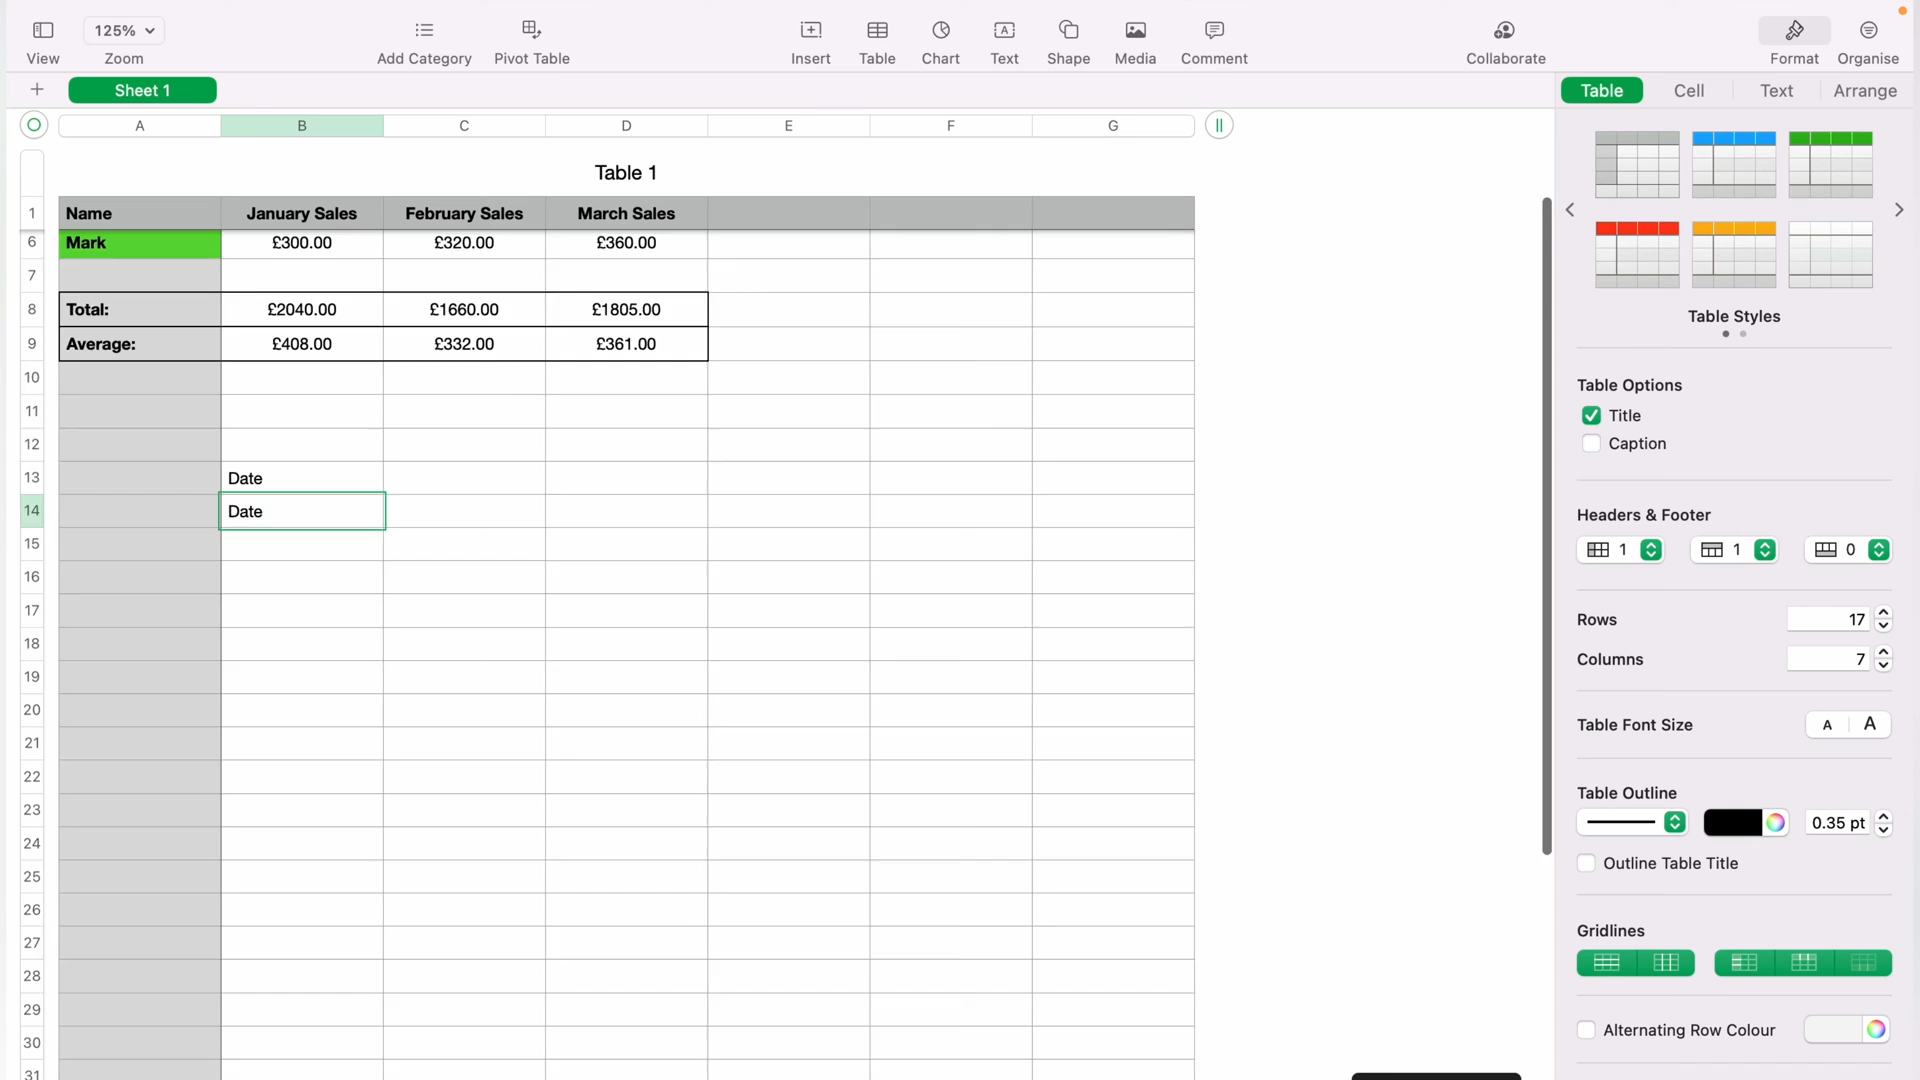 125%
View
Zoom
Add Category
Pivot Table
Insert
Table
Chart
Text
Shape
Media
Comment
Collaborate
Format
Organise
Sheet 1
Table
Cell
Text
Arrange
A B C D E F G
Table 1
1 Name January Sales February Sales March Sales
6 Mark £300.00 £320.00 £360.00
7
8 Total: £2040.00 £1660.00 £1805.00
9 Average: £408.00 £332.00 £361.00
10
11
12
13 Date
14 Date
15
16
17
18
19
20
21
22
23
24
25
26
27
28
29
30
31
Table Styles
Table Options
Title
Caption
Headers & Footer
1 1 0
Rows 17
Columns 7
Table Font Size A A
Table Outline
0.35 pt
Outline Table Title
Gridlines
Alternating Row Colour